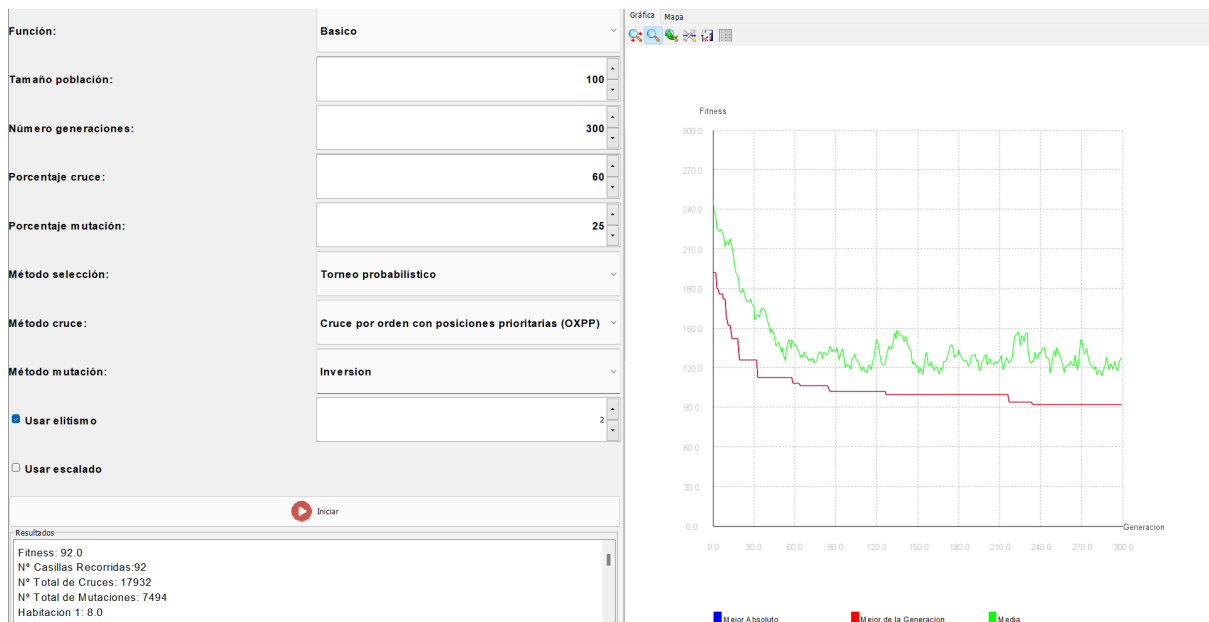 Función:
Basico
Tamaño población:
100
Número generaciones:
300
Porcentaje cruce:
60
Porcentaje mutación:
25
Método selección:
Torneo probabilístico
Método cruce:
Cruce por orden con posiciones prioritarias (OXPP)
Método mutación:
Inversion
Usar elitismo
2
Usar escalado
Iniciar
Resultados
Fitness: 92.0
Nº Casillas Recorridas:92
Nº Total de Cruces: 17932
Nº Total de Mutaciones: 7494
Habitacion 1: 8.0
Gráfica Mapa
Fitness
300.0
270.0
240.0
210.0
180.0
150.0
120.0
90.0
60.0
30.0
0.0
Generacion
0.0 30.0 60.0 90.0 120.0 150.0 180.0 210.0 240.0 270.0 300.0
Mejor Absoluto Mejor de la Generacion Media